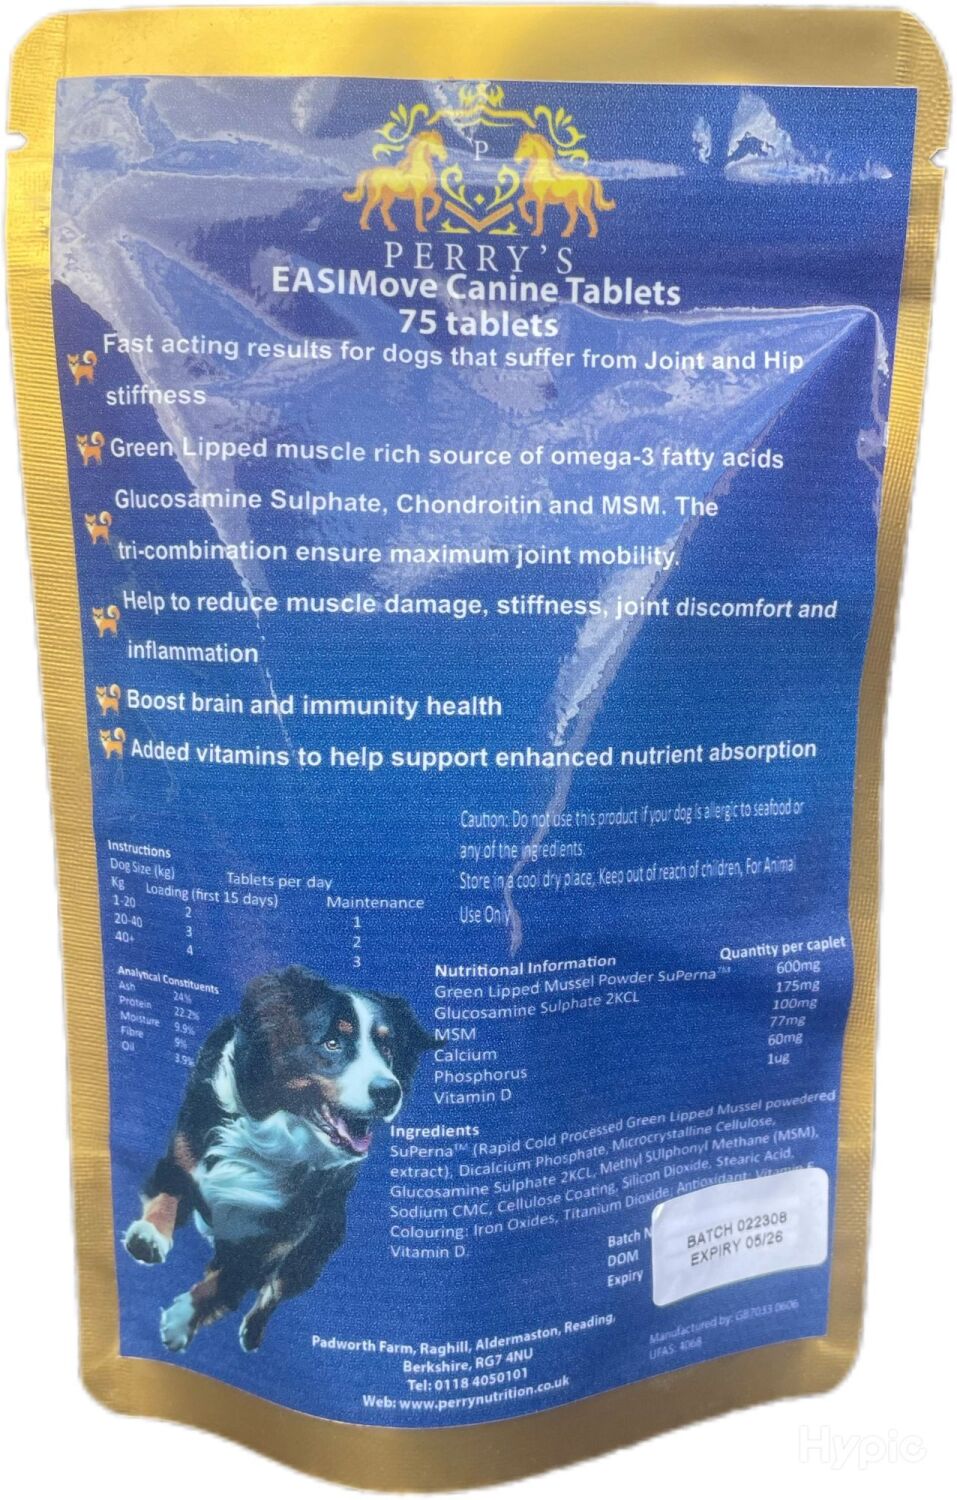 P
PERRY'S
EASIMove Canine Tablets
75 tablets
Fast acting results for dogs that suffer from Joint and Hip
stiffness
Green Lipped muscle rich source of omega-3 fatty acids
Glucosamine Sulphate, Chondroitin and MSM. The
tri-combination ensure maximum joint mobility.
Help to reduce muscle damage, stiffness, joint discomfort and
inflammation
Boost brain and immunity health
Added vitamins to help support enhanced nutrient absorption
Caution: Do not use this product if your dog is allergic to seafood or
any of the ingredients
Store in a cool dry place, Keep out of reach of children, For Animal
Use Only
Instructions
Dog Size (kg) Tablets per day
Kg Loading (first 15 days) Maintenance
1-20 2 1
20-40 3 2
40+ 4 3
Analytical Constituents
Ash 24%
Protein 22.2%
Moisture 9.9%
Fibre 9%
Oil 3.9%
Nutritional Information Quantity per caplet
Green Lipped Mussel Powder SuPerna™ 600mg
Glucosamine Sulphate 2KCL 175mg
MSM 100mg
Calcium 77mg
Phosphorus 60mg
Vitamin D 1ug
Ingredients
SuPerna™ (Rapid Cold Processed Green Lipped Mussel powdered
extract), Dicalcium Phosphate, Microcrystalline Cellulose,
Glucosamine Sulphate 2KCL, Methyl SUlphonyl Methane (MSM),
Sodium CMC, Cellulose Coating, Silicon Dioxide, Stearic Acid.
Colouring: Iron Oxides, Titanium Dioxide: Antioxidant Vitamin
Vitamin D.
Batch N
DOM
Expiry
BATCH 022308
EXPIRY 05/26
Manufactured by: GB7033 0606
UFAS: 4068
Padworth Farm, Raghill, Aldermaston, Reading,
Berkshire, RG7 4NU
Tel: 0118 4050101
Web: www.perrynutrition.co.uk
Hypic